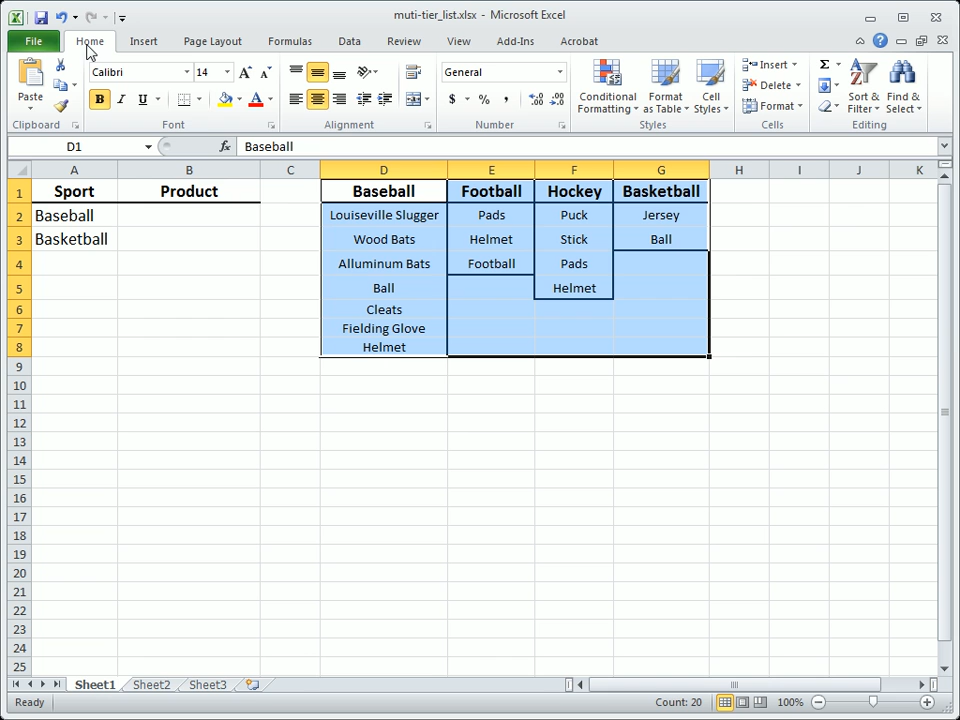 muti-tier_list.xlsx - Microsoft Excel
File Home Insert Page Layout Formulas Data Review View Add-Ins Acrobat
Paste Calibri 14 General Conditional Formatting Format as Table Cell Styles Insert Delete Format Sort & Filter Find & Select
Clipboard Font Alignment Number Styles Cells Editing
D1 fx Baseball
A B C D E F G H I J K
1 Sport Product Baseball Football Hockey Basketball
2 Baseball Louiseville Slugger Pads Puck Jersey
3 Basketball Wood Bats Helmet Stick Ball
4 Alluminum Bats Football Pads
5 Ball Helmet
6 Cleats
7 Fielding Glove
8 Helmet
9
10
11
12
13
14
15
16
17
18
19
20
21
22
23
24
25
Sheet1 Sheet2 Sheet3
Ready Count: 20 100%